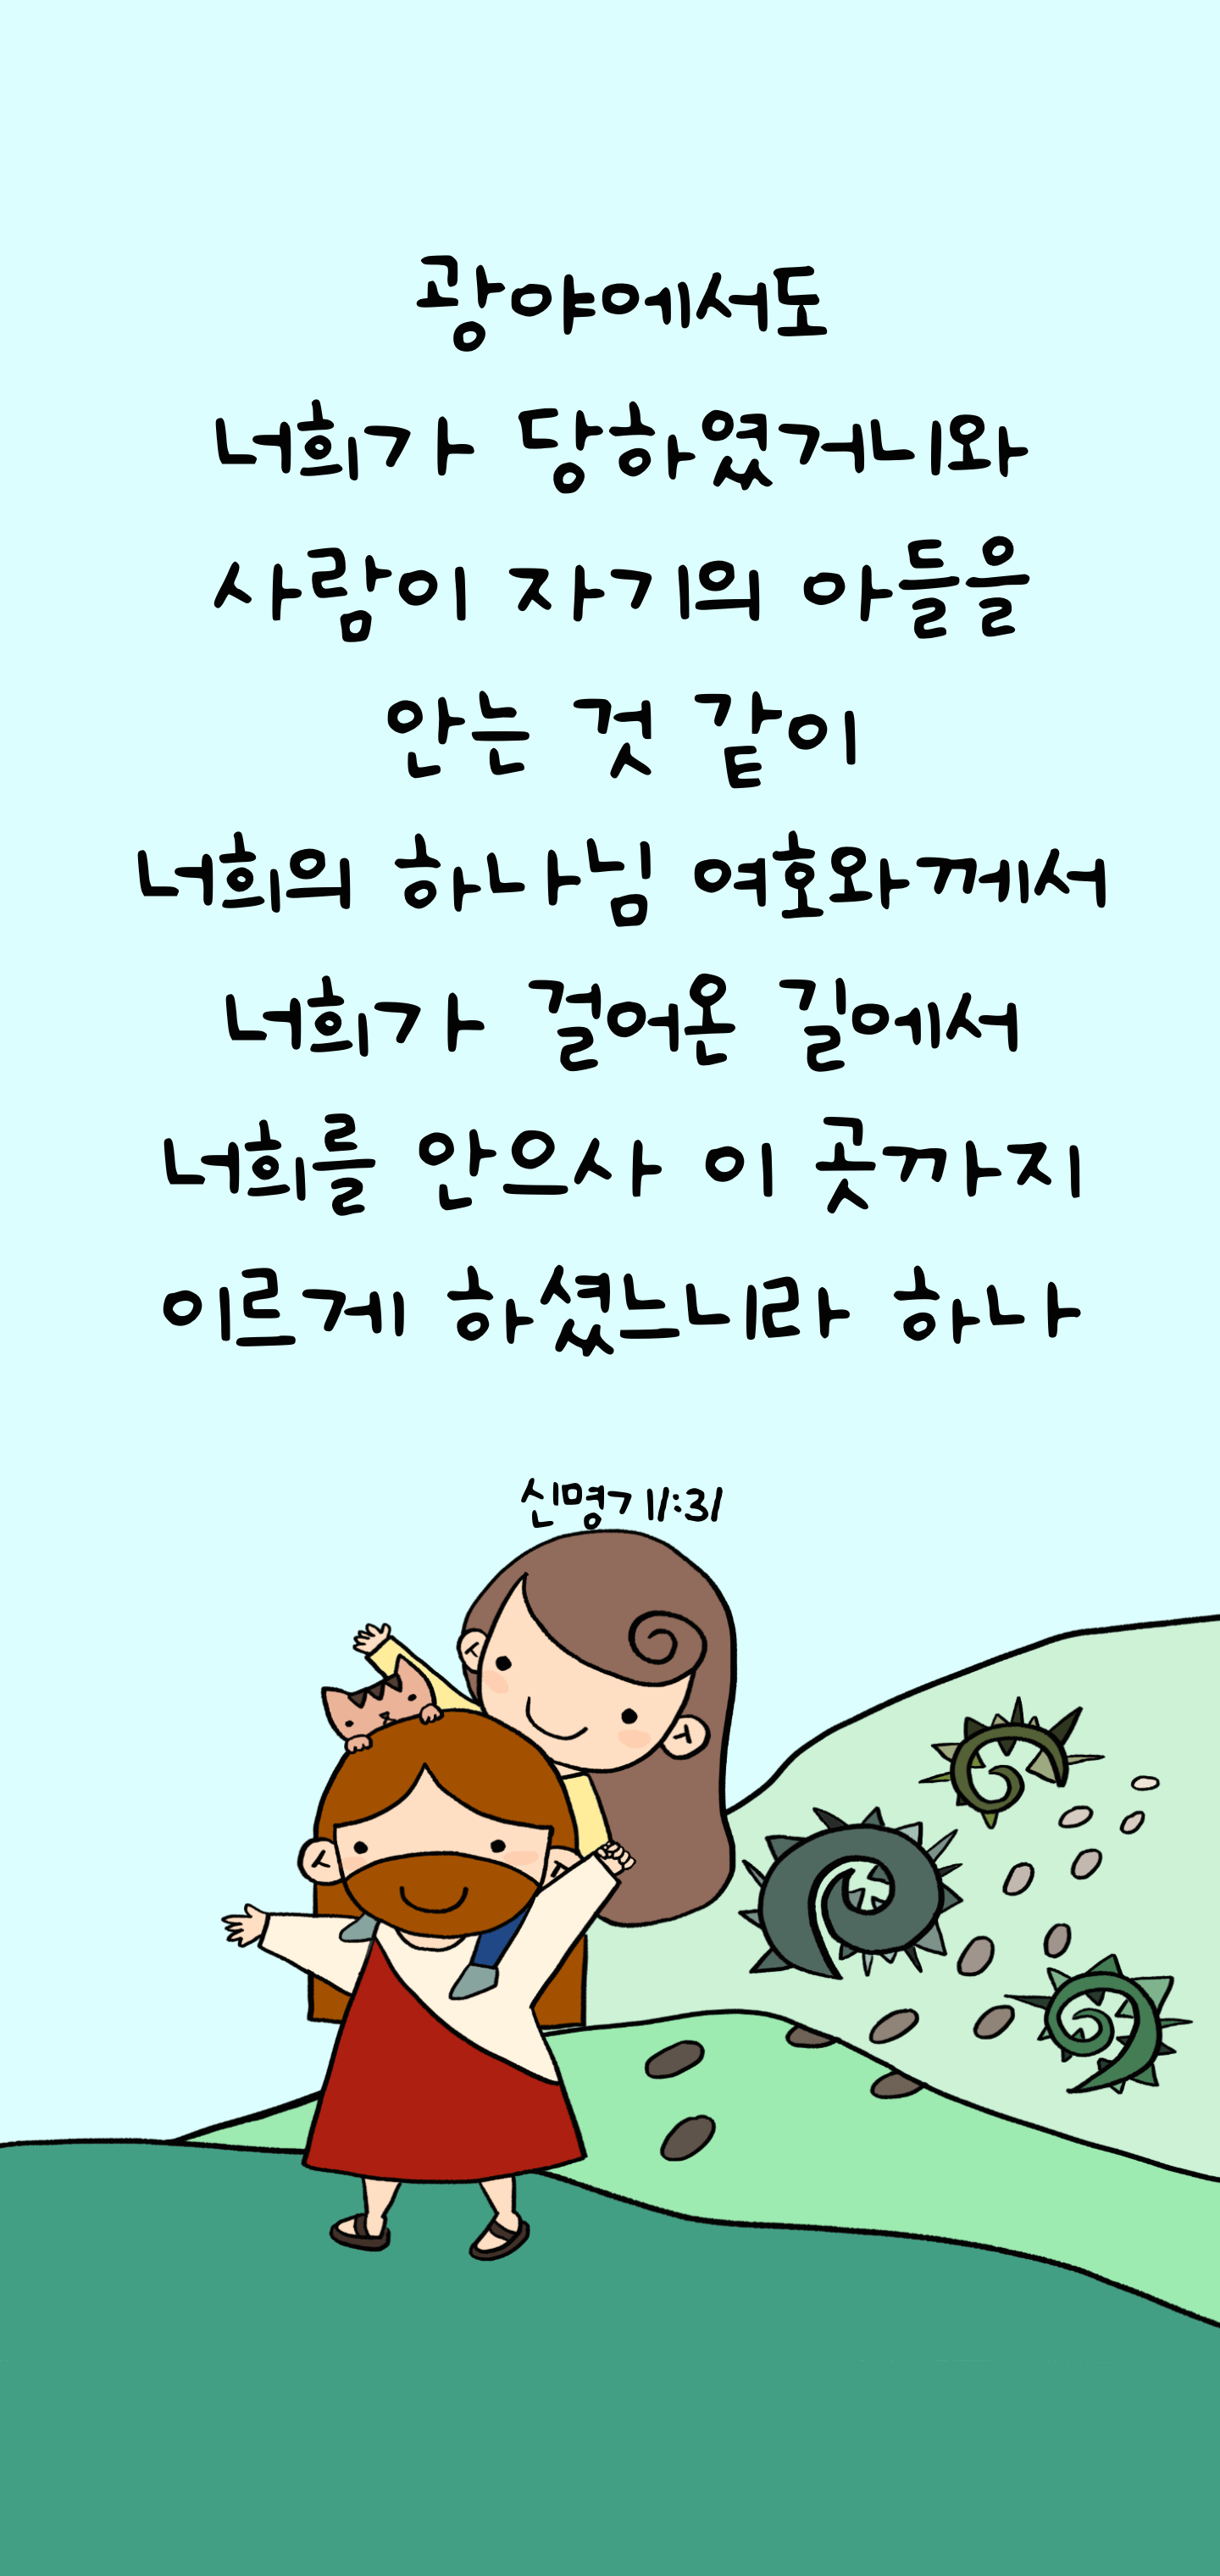 광야에서도
너희가 당하였거니와
사람이 자기의 아들을
안는 것 같이
너희의 하나님 여호와께서
너희가 걸어온 길에서
너희를 안으사 이 곳까지
이르게 하셨느니라 하나
신명기 1:31